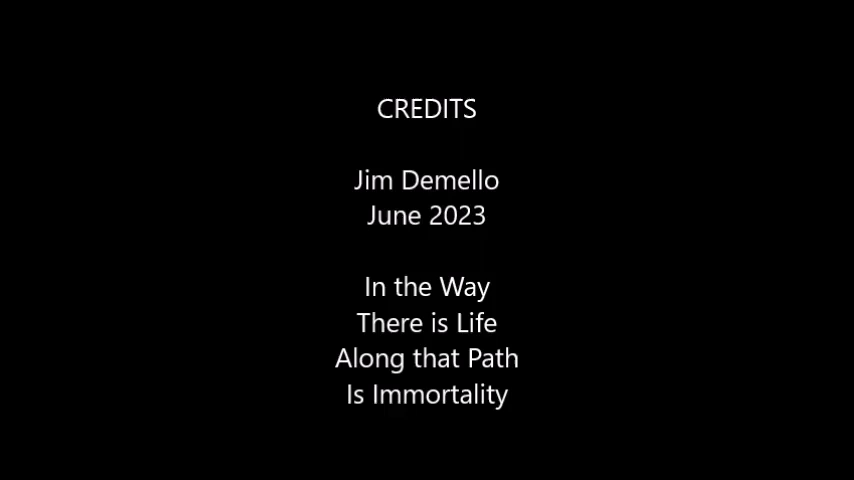 CREDITS
Jim Demello
June 2023
In the Way
There is Life
Along that Path
Is Immortality